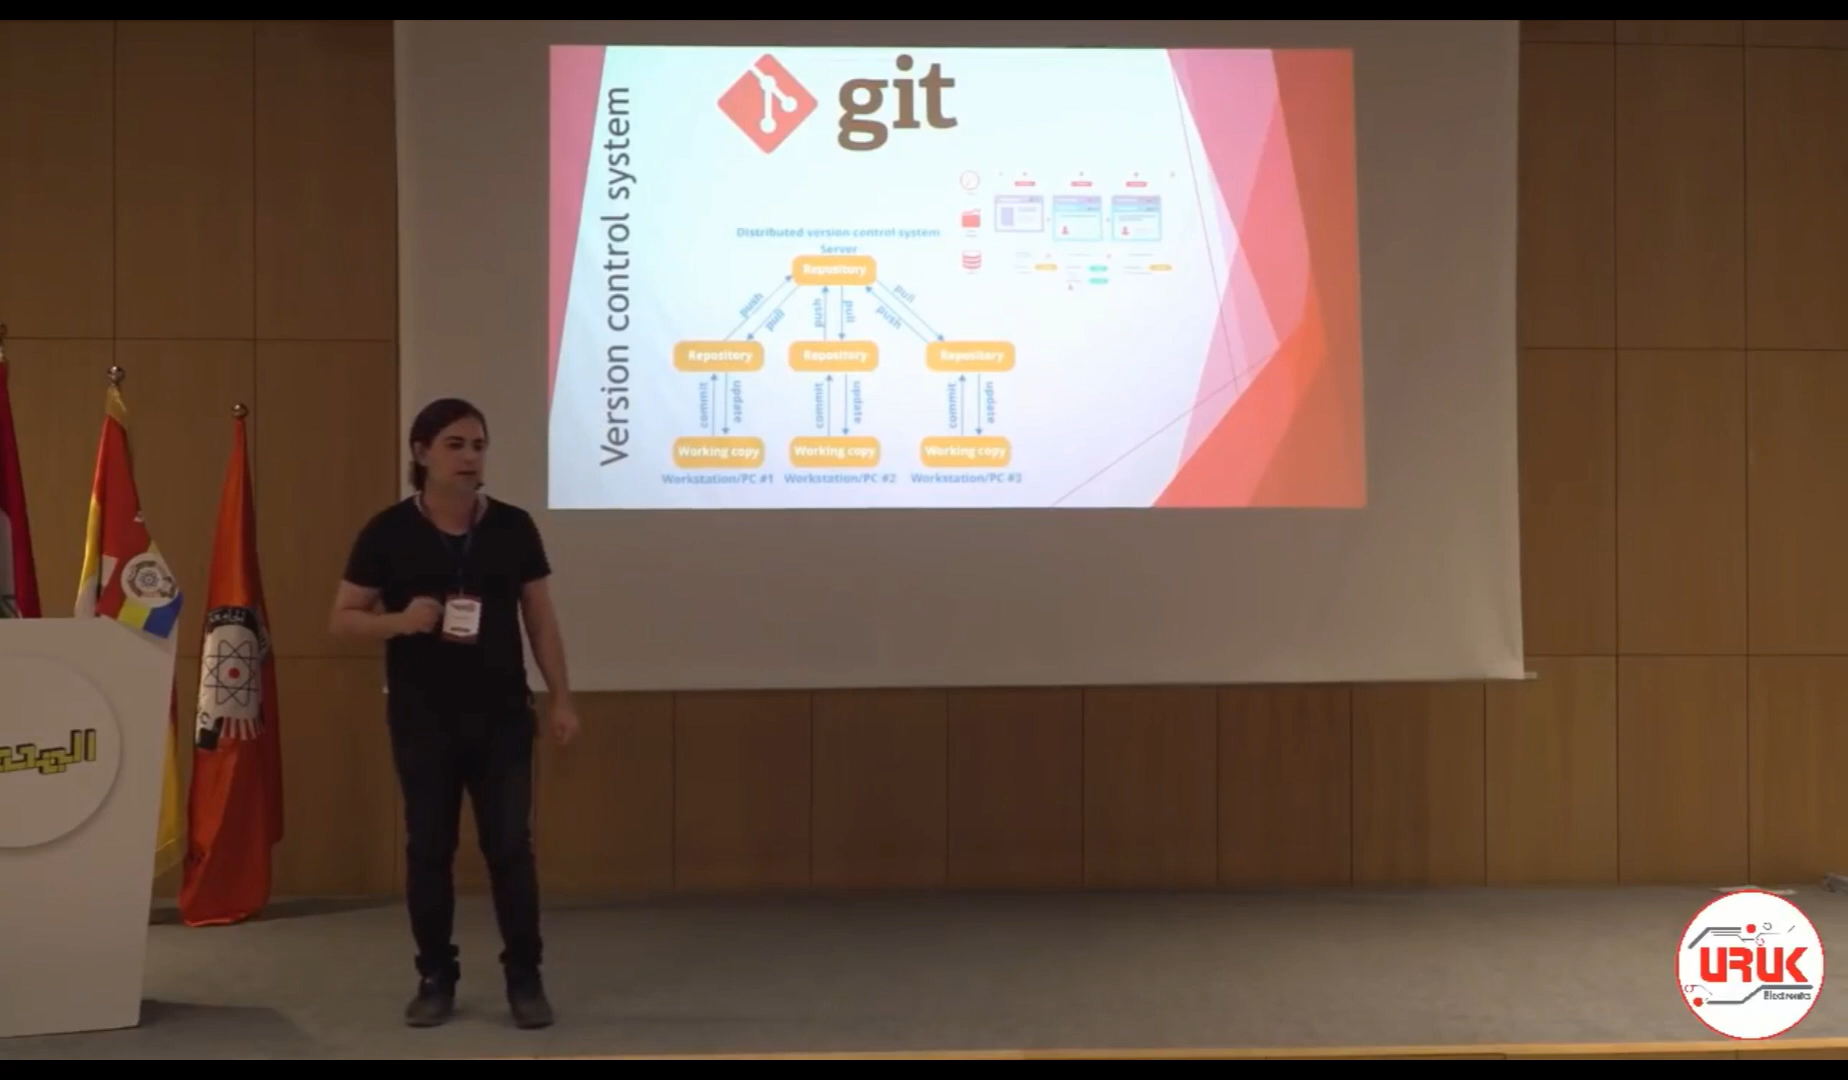 git
Version control system
Distributed version control system
Server
Repository
push
pull
push
pull
pull
push
Repository
Repository
Repository
commit
update
commit
update
commit
update
Working copy
Working copy
Working copy
Workstation/PC #1
Workstation/PC #2
Workstation/PC #3
URUK
Electronics